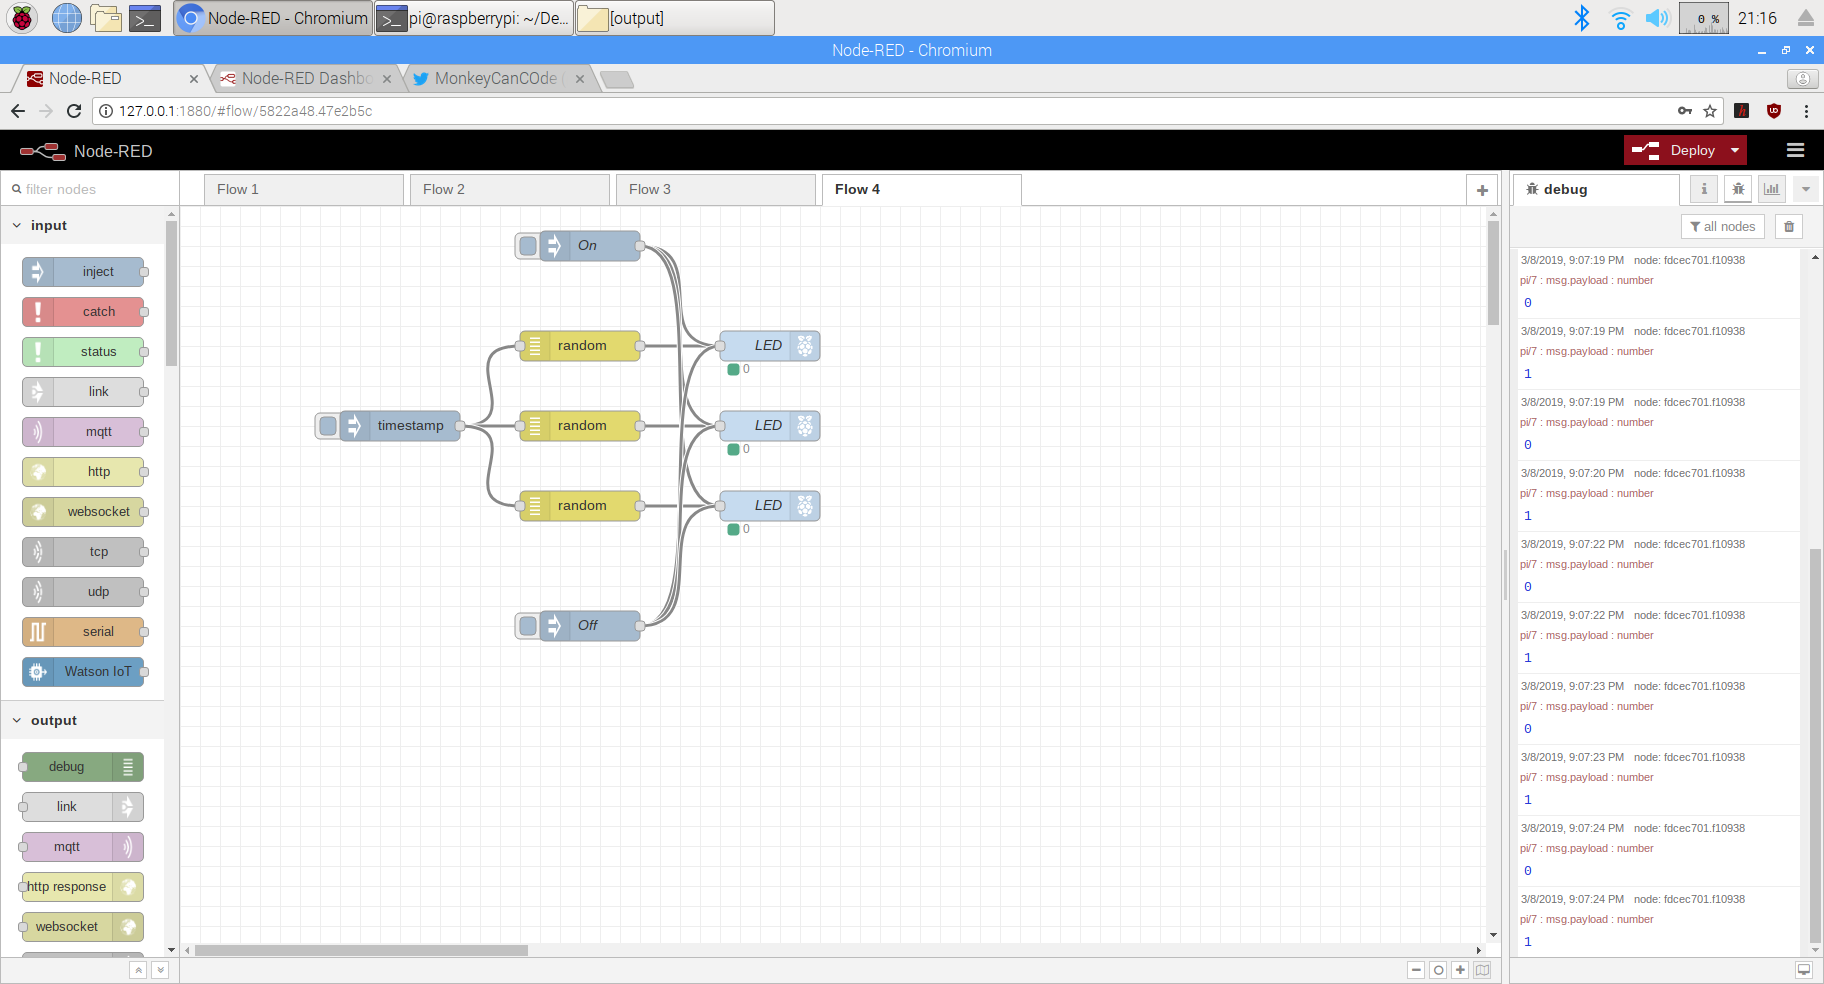 Node-RED - Chromium
pi@raspberrypi: ~/De...
[output]
0 %
21:16
Node-RED - Chromium
Node-RED
Node-RED Dashbo
MonkeyCanCOde
127.0.0.1:1880/#flow/5822a48.47e2b5c
Node-RED
Deploy
filter nodes
Flow 1
Flow 2
Flow 3
Flow 4
debug
all nodes
input
inject
catch
status
link
mqtt
http
websocket
tcp
udp
serial
Watson IoT
output
debug
link
mqtt
http response
websocket
On
random
LED
0
timestamp
random
LED
0
random
LED
0
Off
3/8/2019, 9:07:19 PM node: fdcec701.f10938
pi/7 : msg.payload : number
0
3/8/2019, 9:07:19 PM node: fdcec701.f10938
pi/7 : msg.payload : number
1
3/8/2019, 9:07:19 PM node: fdcec701.f10938
pi/7 : msg.payload : number
0
3/8/2019, 9:07:20 PM node: fdcec701.f10938
pi/7 : msg.payload : number
1
3/8/2019, 9:07:22 PM node: fdcec701.f10938
pi/7 : msg.payload : number
0
3/8/2019, 9:07:22 PM node: fdcec701.f10938
pi/7 : msg.payload : number
1
3/8/2019, 9:07:23 PM node: fdcec701.f10938
pi/7 : msg.payload : number
0
3/8/2019, 9:07:23 PM node: fdcec701.f10938
pi/7 : msg.payload : number
1
3/8/2019, 9:07:24 PM node: fdcec701.f10938
pi/7 : msg.payload : number
0
3/8/2019, 9:07:24 PM node: fdcec701.f10938
pi/7 : msg.payload : number
1